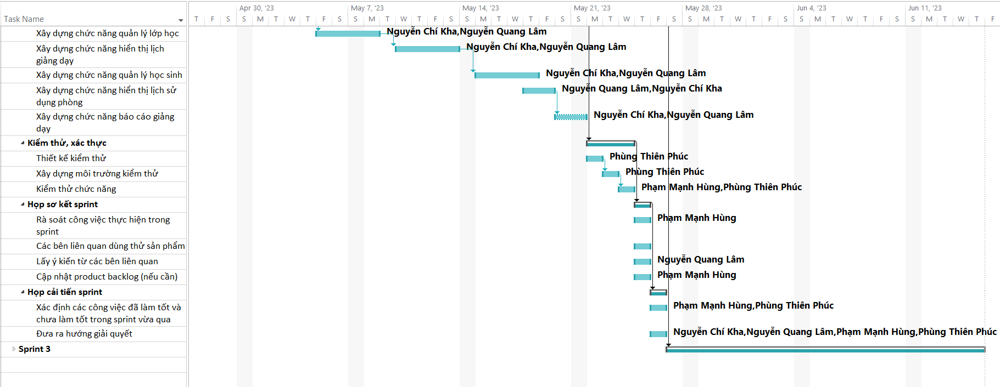 Apr 30, '23 May 7, '23 May 14, '23 May 21, '23 May 28, '23 Jun 4, '23 Jun 11, '23
Task Name T F S S M T W T F S S M T W T F S S M T W T F S S M T W T F S S M T W T F S S M T W T F S S M T W T F
Xây dựng chức năng quản lý lớp học Nguyễn Chí Kha,Nguyễn Quang Lâm
Xây dựng chức năng hiển thị lịch Nguyễn Chí Kha,Nguyễn Quang Lâm
giảng dạy
Xây dựng chức năng quản lý học sinh Nguyễn Chí Kha,Nguyễn Quang Lâm
Xây dựng chức năng hiển thị lịch sử Nguyễn Quang Lâm,Nguyễn Chí Kha
dụng phòng
Xây dựng chức năng báo cáo giảng Nguyễn Chí Kha,Nguyễn Quang Lâm
dạy
Kiểm thử, xác thực
Thiết kế kiểm thử Phùng Thiên Phúc
Xây dựng môi trường kiểm thử Phùng Thiên Phúc
Kiểm thử chức năng Phạm Mạnh Hùng,Phùng Thiên Phúc
Họp sơ kết sprint
Rà soát công việc thực hiện trong Phạm Mạnh Hùng
sprint
Các bên liên quan dùng thử sản phẩm
Lấy ý kiến từ các bên liên quan Nguyễn Quang Lâm
Cập nhật product backlog (nếu cần) Phạm Mạnh Hùng
Họp cải tiến sprint
Xác định các công việc đã làm tốt và Phạm Mạnh Hùng,Phùng Thiên Phúc
chưa làm tốt trong sprint vừa qua
Đưa ra hướng giải quyết Nguyễn Chí Kha,Nguyễn Quang Lâm,Phạm Mạnh Hùng,Phùng Thiên Phúc
Sprint 3